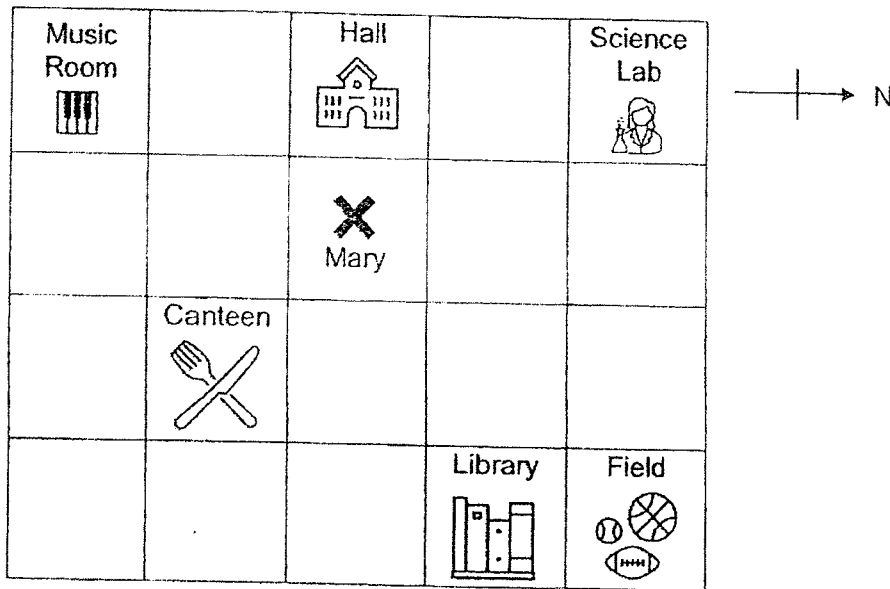 Music
Room
Hall
Science
Lab
N
Mary
Canteen
Library
Field